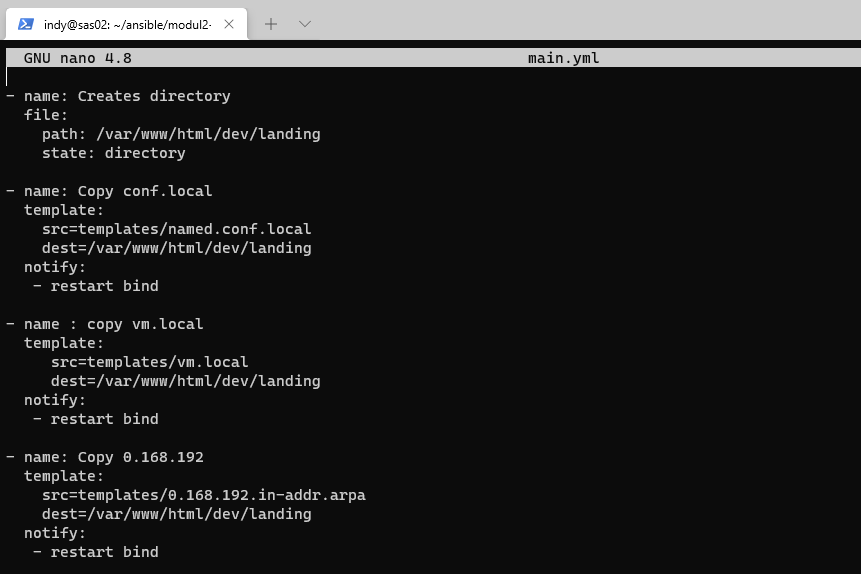 indy@sas02: ~/ansible/modul2-
GNU nano 4.8 main.yml
- name: Creates directory
  file:
    path: /var/www/html/dev/landing
    state: directory
- name: Copy conf.local
  template:
    src=templates/named.conf.local
    dest=/var/www/html/dev/landing
  notify:
   - restart bind
- name : copy vm.local
  template:
     src=templates/vm.local
     dest=/var/www/html/dev/landing
  notify:
   - restart bind
- name: Copy 0.168.192
  template:
    src=templates/0.168.192.in-addr.arpa
    dest=/var/www/html/dev/landing
  notify:
   - restart bind